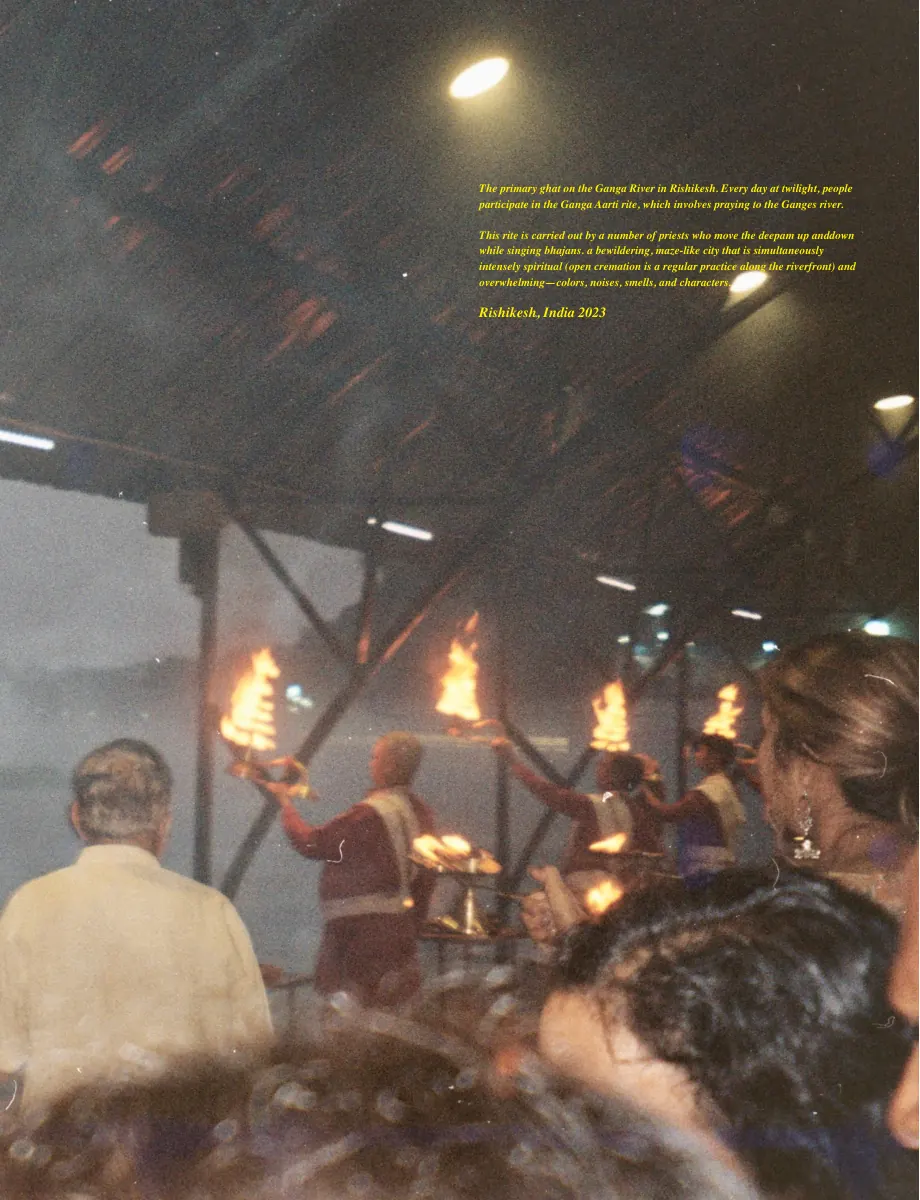 The primary ghat on the Ganga River in Rishikesh. Every day at twilight, people
participate in the Ganga Aarti rite, which involves praying to the Ganges river.
This rite is carried out by a number of priests who move the deepam up anddown
while singing bhajans. a bewildering, maze-like city that is simultaneously
intensely spiritual (open cremation is a regular practice along the riverfront) and
overwhelming—colors, noises, smells, and characters.
Rishikesh, India 2023